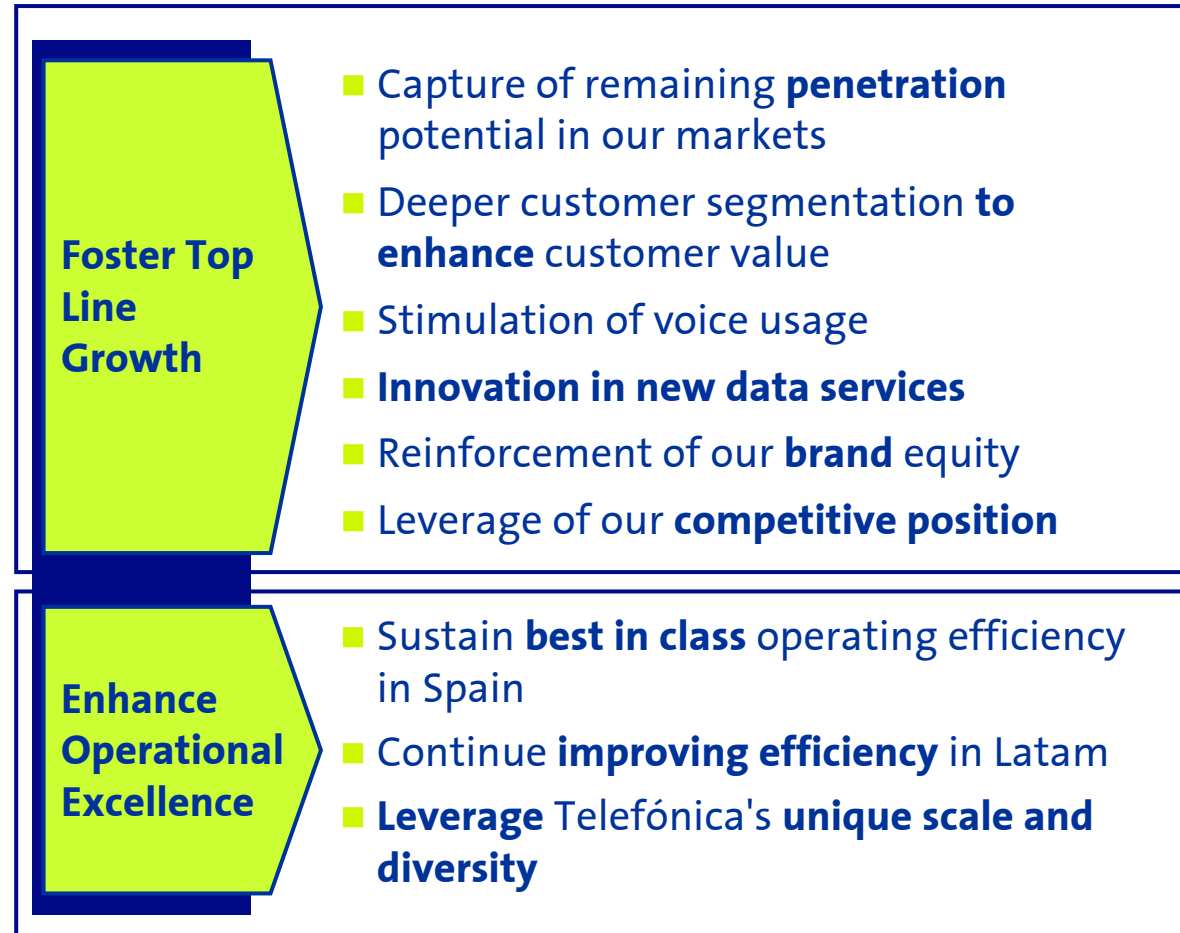 Foster Top
Line
Growth
Capture of remaining penetration
potential in our markets
Deeper customer segmentation to
enhance customer value
Stimulation of voice usage
Innovation in new data services
Reinforcement of our brand equity
Leverage of our competitive position
Enhance
Operational
Excellence
Sustain best in class operating efficiency
in Spain
Continue improving efficiency in Latam
Leverage Telefónica's unique scale and
diversity